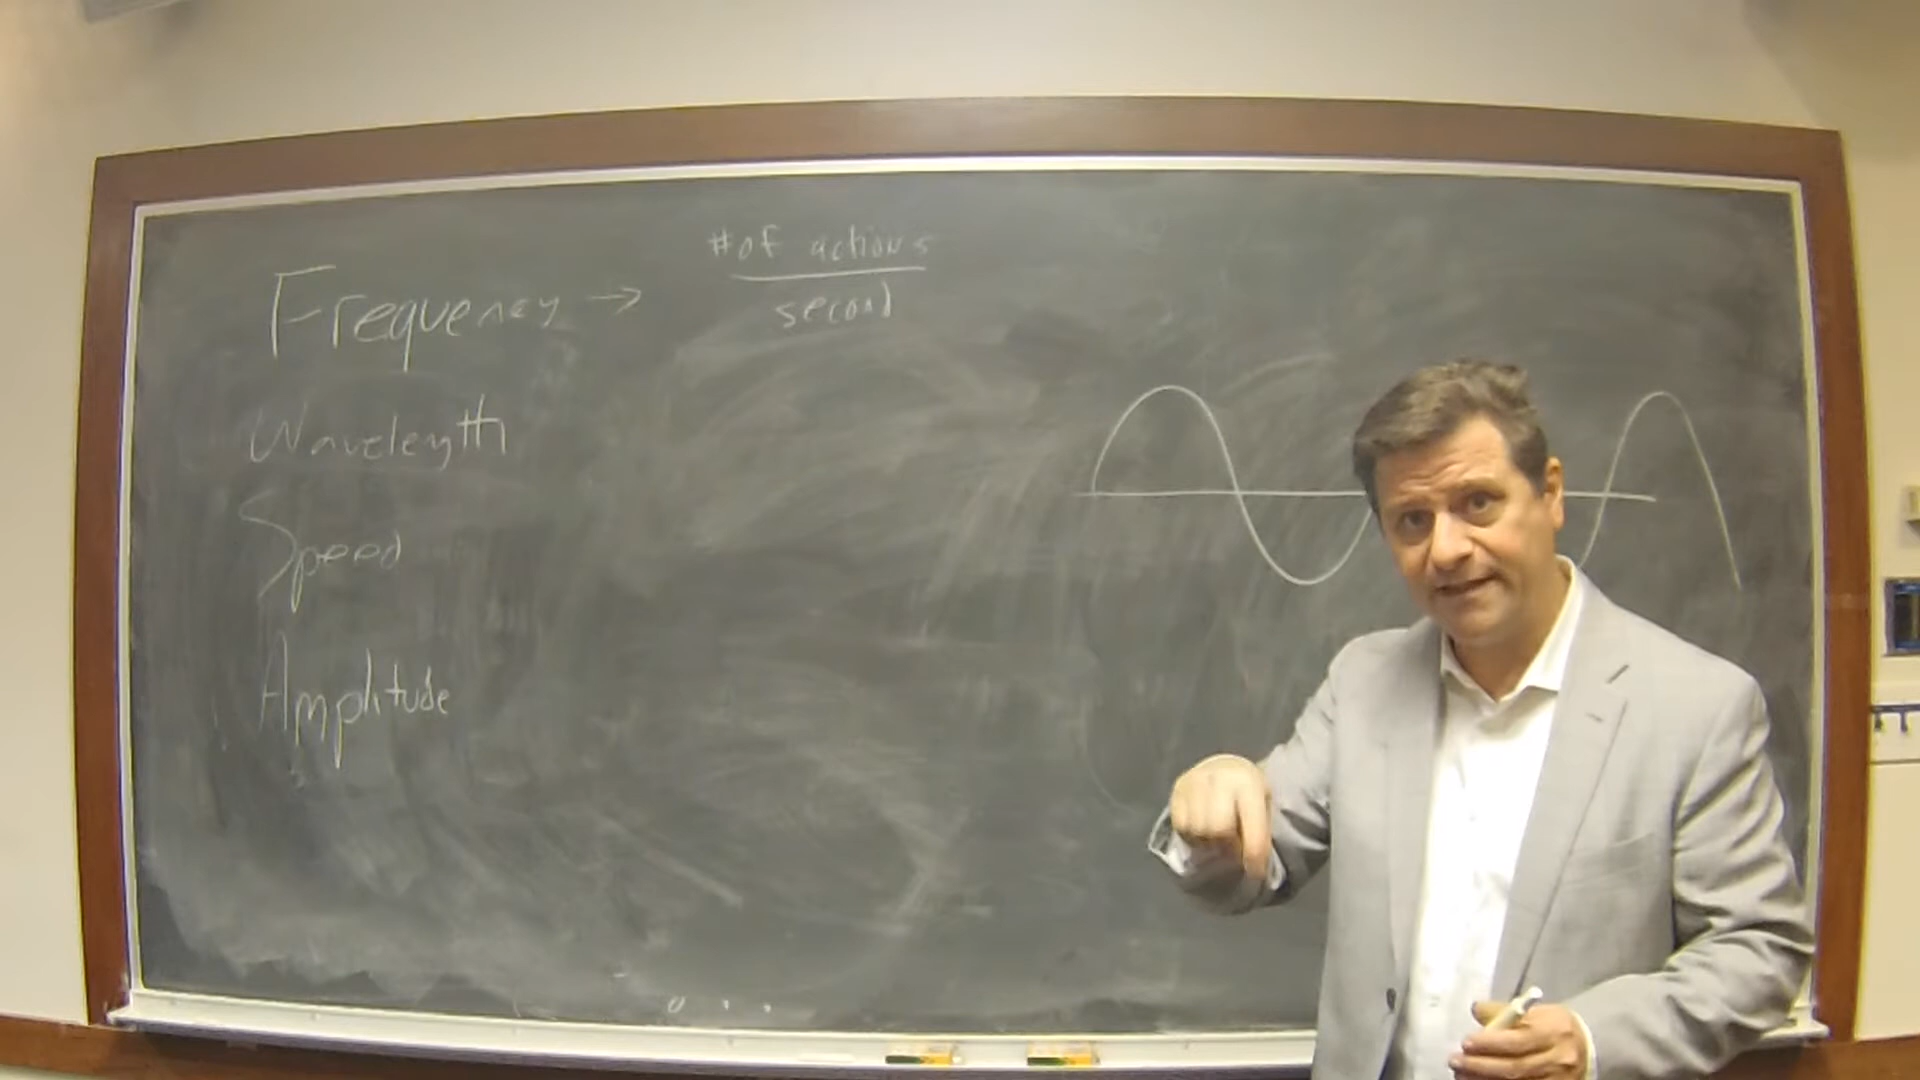 # of actions
Frequency → second
Wavelength
Speed
Amplitude